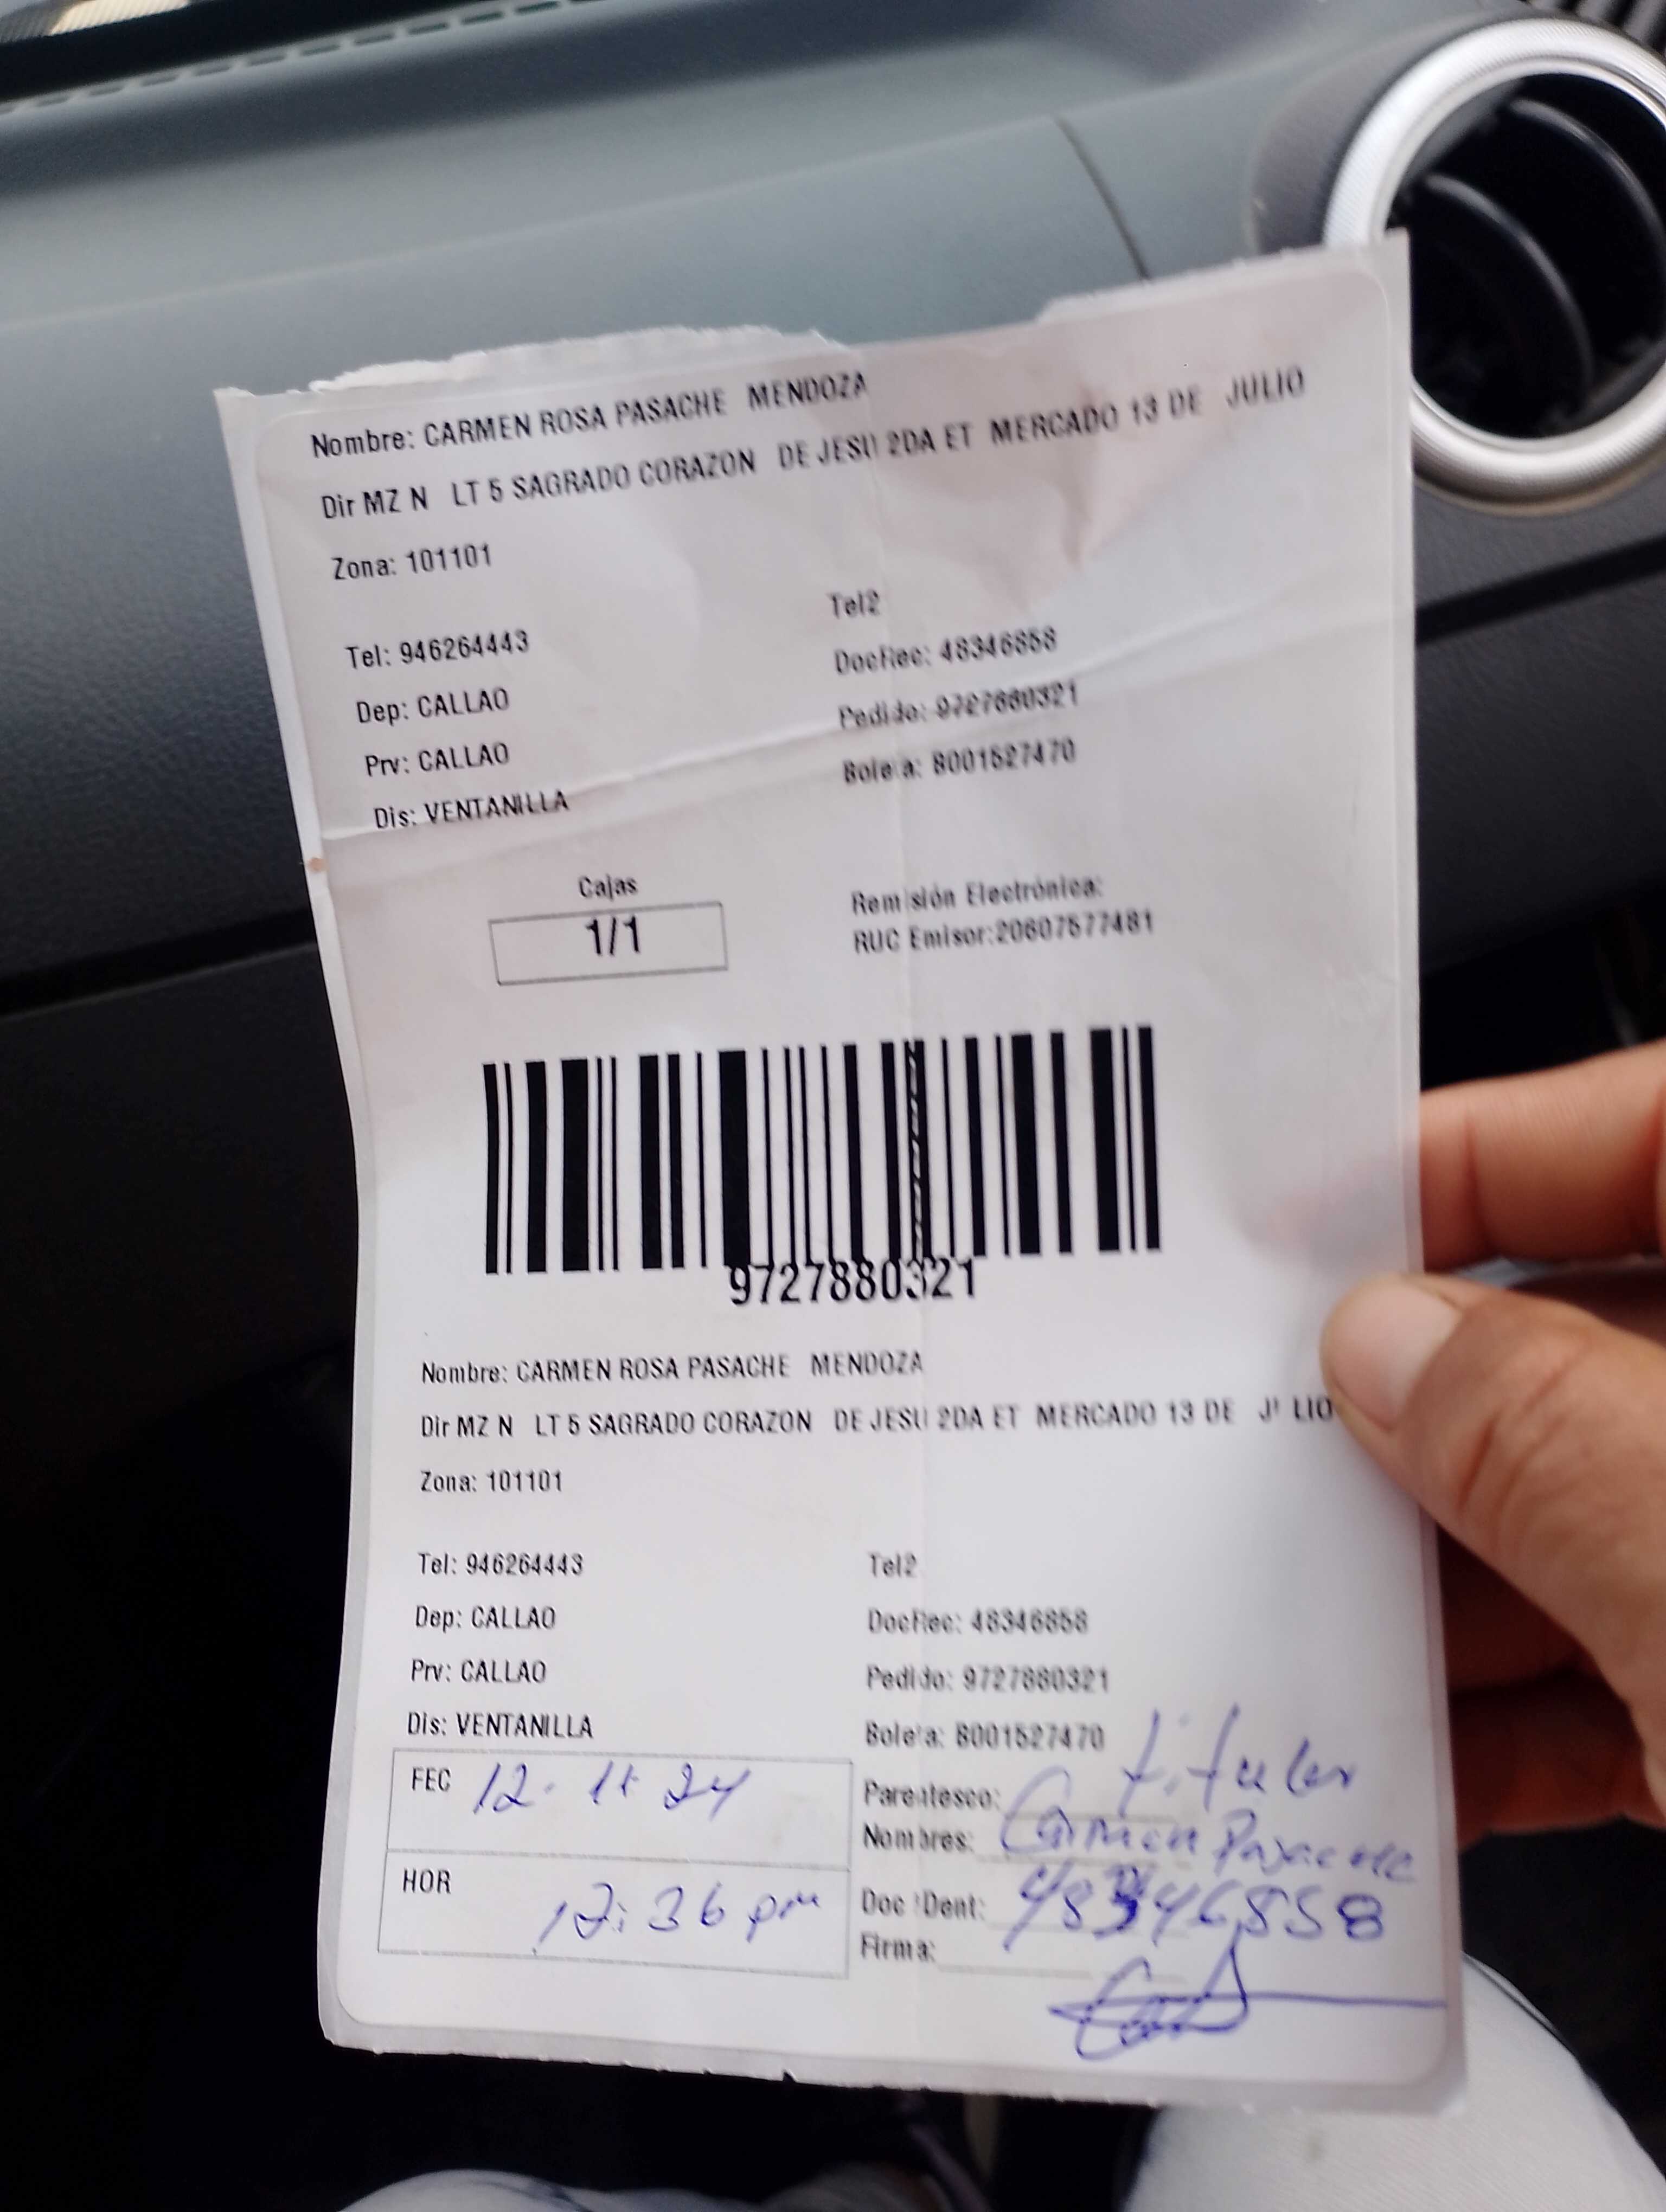 Nombre: CARMEN ROSA PASACHE MENDOZA
Dir MZ N LT 5 SAGRADO CORAZON DE JESU 2DA ET MERCADO 13 DE JULIO
Zona: 101101
Tel2
Tel: 946264443
DocRec: 48346858
Dep: CALLAO
Pedido: 9727880321
Prv: CALLAO
Boleta: B001527470
Dis: VENTANILLA
Cajas
1/1
Remisión Electrónica:
RUC Emisor:20607577481
9727880321
Nombre: CARMEN ROSA PASACHE MENDOZA
Dir MZ N LT 5 SAGRADO CORAZON DE JESU 2DA ET MERCADO 13 DE JULIO
Zona: 101101
Tel: 946264443
Tel2
Dep: CALLAO
DocRec: 48346858
Prv: CALLAO
Pedido: 9727880321
Dis: VENTANILLA
Boleta: B001527470
FEC 12. 11 24
Parentesco: titular
Nombres: Carmen Pasache
HOR 12:36 pm
Doc Ident: 48346858
Firma: